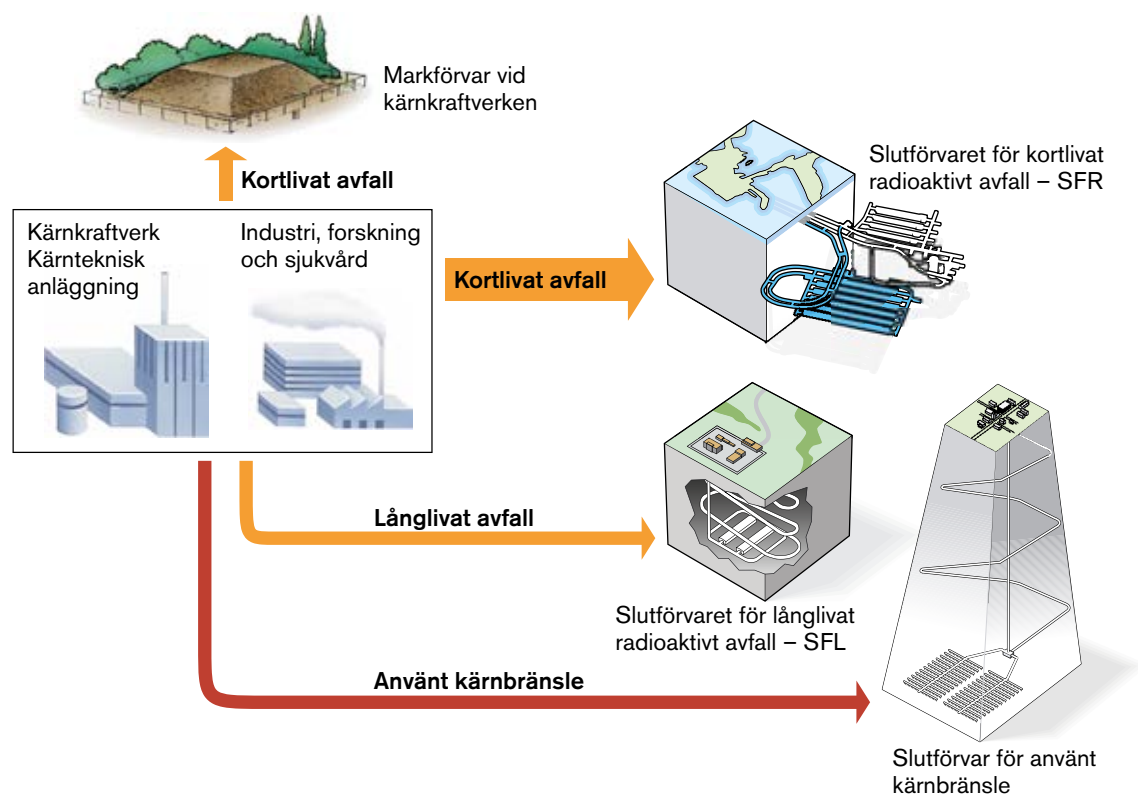 Markförvar vid
kärnkraftverken
Kortlivat avfall
Kärnkraftverk
Kärnteknisk
anläggning
Industri, forskning
och sjukvård
Kortlivat avfall
Slutförvaret för kortlivat
radioaktivt avfall – SFR
Långlivat avfall
Slutförvaret för långlivat
radioaktivt avfall – SFL
Använt kärnbränsle
Slutförvar för använt
kärnbränsle